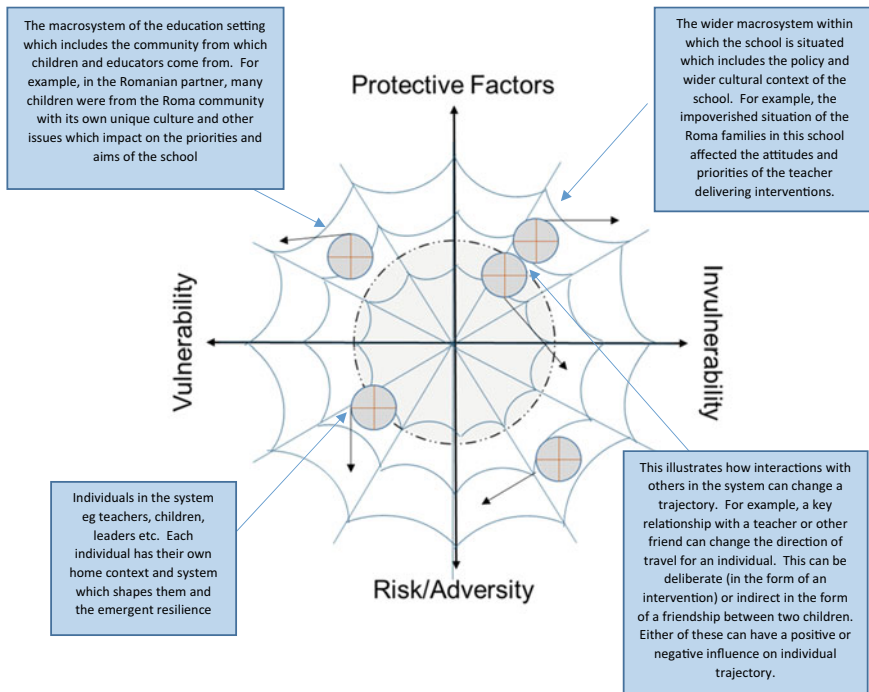 The macrosystem of the education setting
which includes the community from which
children and educators come from. For
example, in the Romanian partner, many
children were from the Roma community
with its own unique culture and other
issues which impact on the priorities and
aims of the school
The wider macrosystem within
which the school is situated
which includes the policy and
wider cultural context of the
school. For example, the
impoverished situation of the
Roma families in this school
affected the attitudes and
priorities of the teacher
delivering interventions.
Protective Factors
Vulnerability
Invulnerability
Risk/Adversity
Individuals in the system
eg teachers, children,
leaders etc. Each
individual has their own
home context and system
which shapes them and
the emergent resilience
This illustrates how interactions with
others in the system can change a
trajectory. For example, a key
relationship with a teacher or other
friend can change the direction of
travel for an individual. This can be
deliberate (in the form of an
intervention) or indirect in the form
of a friendship between two children.
Either of these can have a positive or
negative influence on individual
trajectory.